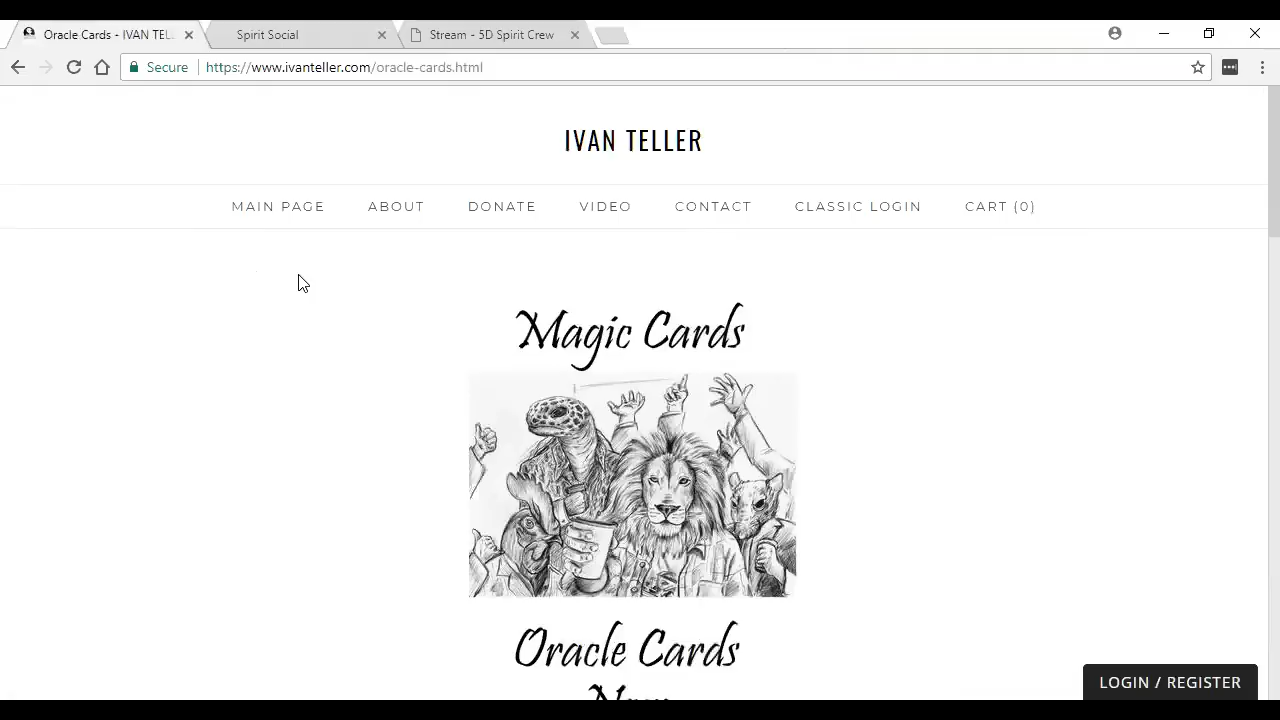 Oracle Cards - IVAN TEL
Spirit Social
Stream - 5D Spirit Crew
Secure
https://www.ivanteller.com/oracle-cards.html
IVAN TELLER
MAIN PAGE
ABOUT
DONATE
VIDEO
CONTACT
CLASSIC LOGIN
CART (0)
Magic Cards
Oracle Cards
LOGIN / REGISTER